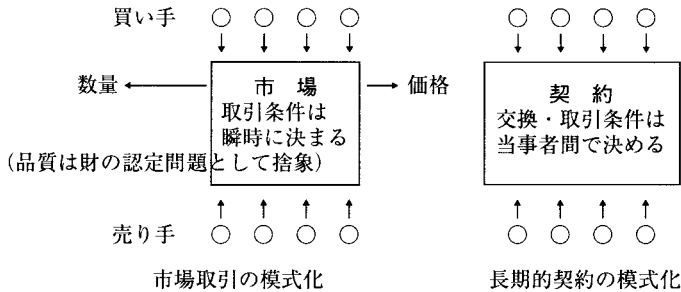 買い手
数量
市場
取引条件は
瞬時に決まる
(品質は財の認定問題として捨象)
価格
売り手
市場取引の模式化
契約
交換・取引条件は
当事者間で決める
長期的契約の模式化